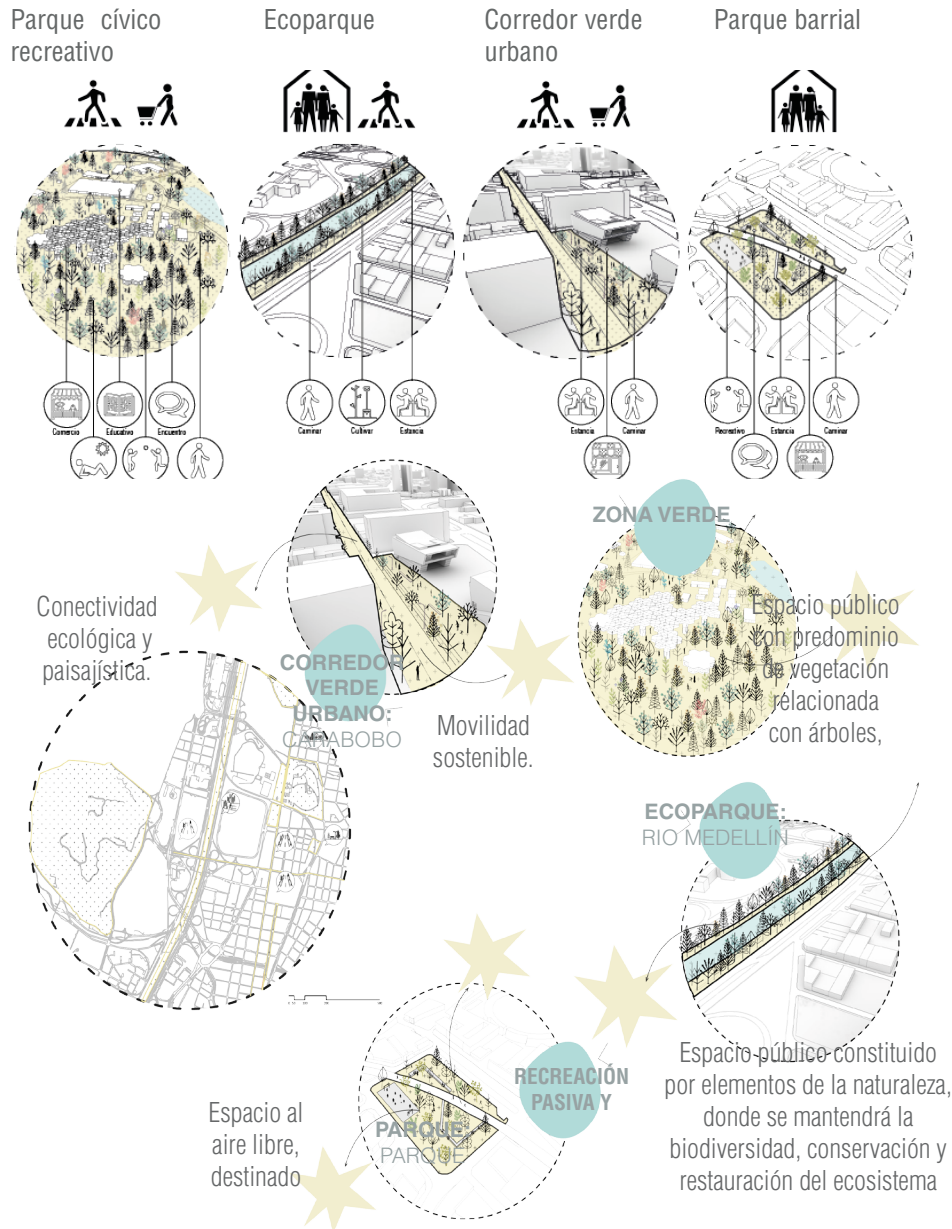 Parque cívico
recreativo
Ecoparque
Corredor verde
urbano
Parque barrial
Comercio
Educativo
Encuentro
Caminar
Cultivar
Estancia
Estancia
Caminar
Recreativo
Estancia
Caminar
ZONA VERDE
Conectividad
ecológica y
paisajística.
CORREDOR
VERDE
URBANO:
CARABOBO
Movilidad
sostenible.
Espacio público
con predominio
de vegetación
relacionada
con árboles,
ECOPARQUE:
RIO MEDELLÍN
Espacio público constituido
por elementos de la naturaleza,
donde se mantendrá la
biodiversidad, conservación y
restauración del ecosistema
RECREACIÓN
PASIVA Y
PARQUE:
PARQUE
Espacio al
aire libre,
destinado